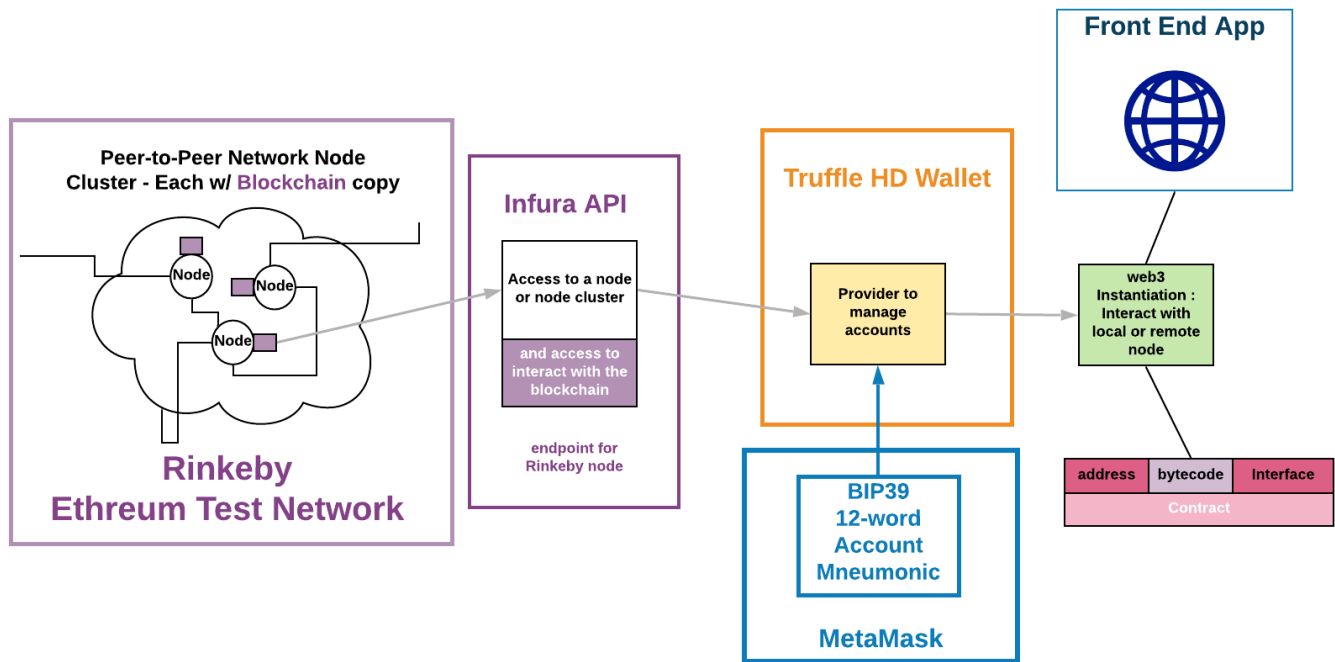 Front End App
Peer-to-Peer Network Node
Cluster - Each w/ Blockchain copy
Node
Node
Node
Rinkeby
Ethreum Test Network
Infura API
Access to a node
or node cluster
and access to
interact with the
blockchain
endpoint for
Rinkeby node
Truffle HD Wallet
Provider to
manage
accounts
BIP39
12-word
Account
Mneumonic
MetaMask
web3
Instantiation :
Interact with
local or remote
node
address bytecode Interface
Contract